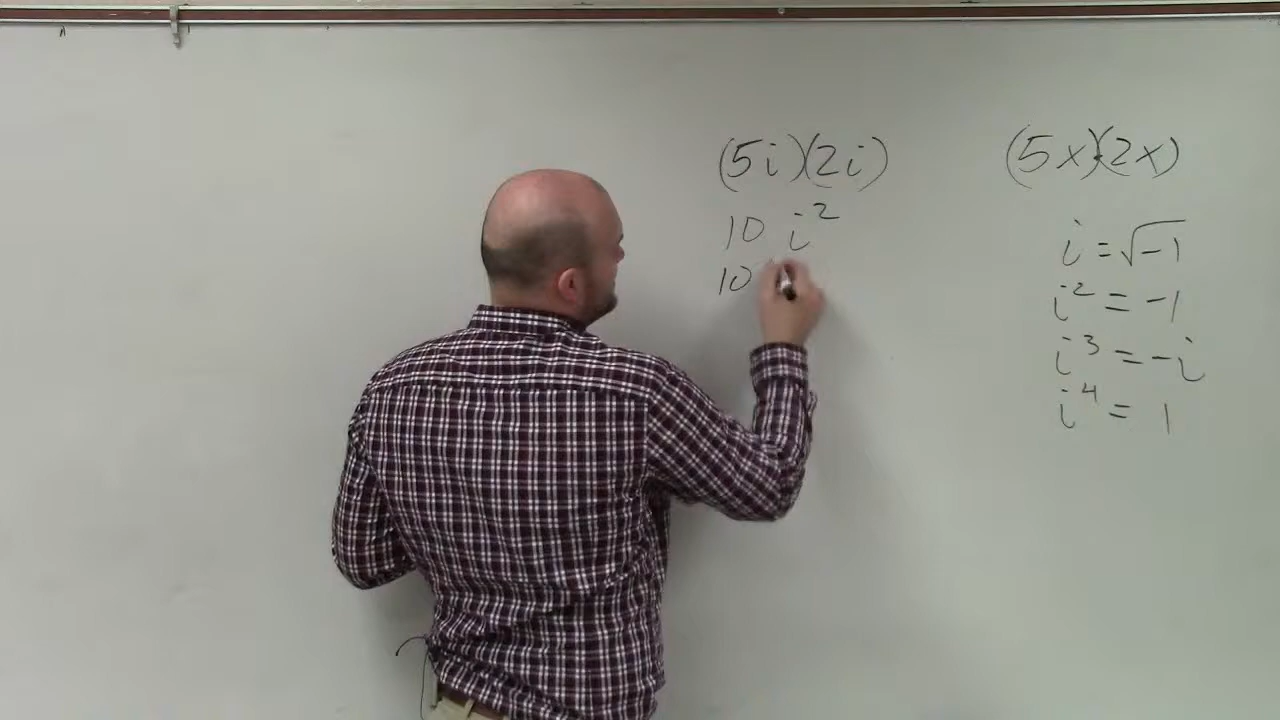 (5i)(2i)
10 i²
10
(5x)(2x)
i = √-1
i² = -1
i³ = -i
i⁴ = 1